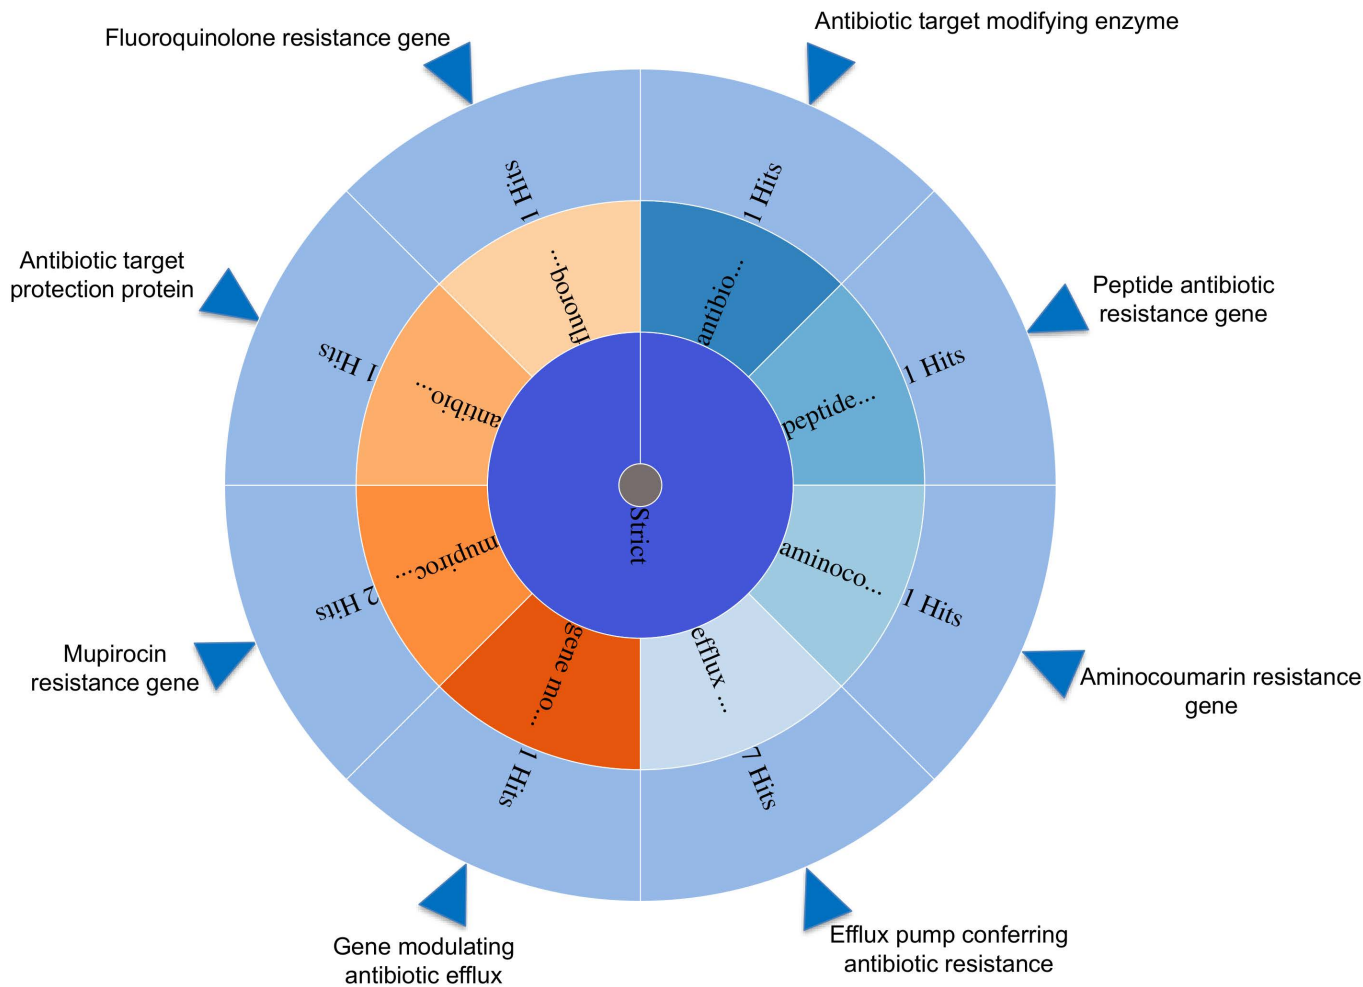 Fluoroquinolone resistance gene
Antibiotic target modifying enzyme
1 Hits
1 Hits
fluoroq...
antibio...
Antibiotic target
protection protein
Peptide antibiotic
resistance gene
1 Hits
antibio...
peptide...
1 Hits
Strict
2 Hits
mupiroc...
aminoco...
1 Hits
Mupirocin
resistance gene
Aminocoumarin resistance
gene
gene mo...
efflux ...
1 Hits
7 Hits
Gene modulating
antibiotic efflux
Efflux pump conferring
antibiotic resistance